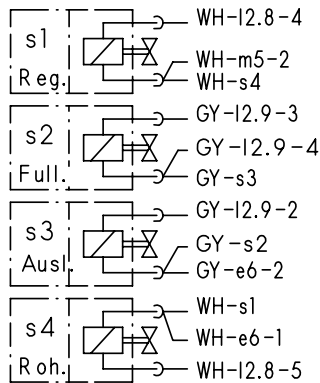 s1
Reg.
WH-12.8-4
WH-m5-2
WH-s4
s2
Full.
GY-12.9-3
GY-12.9-4
GY-s3
s3
Ausl.
GY-12.9-2
GY-s2
GY-e6-2
s4
Roh.
WH-s1
WH-e6-1
WH-12.8-5